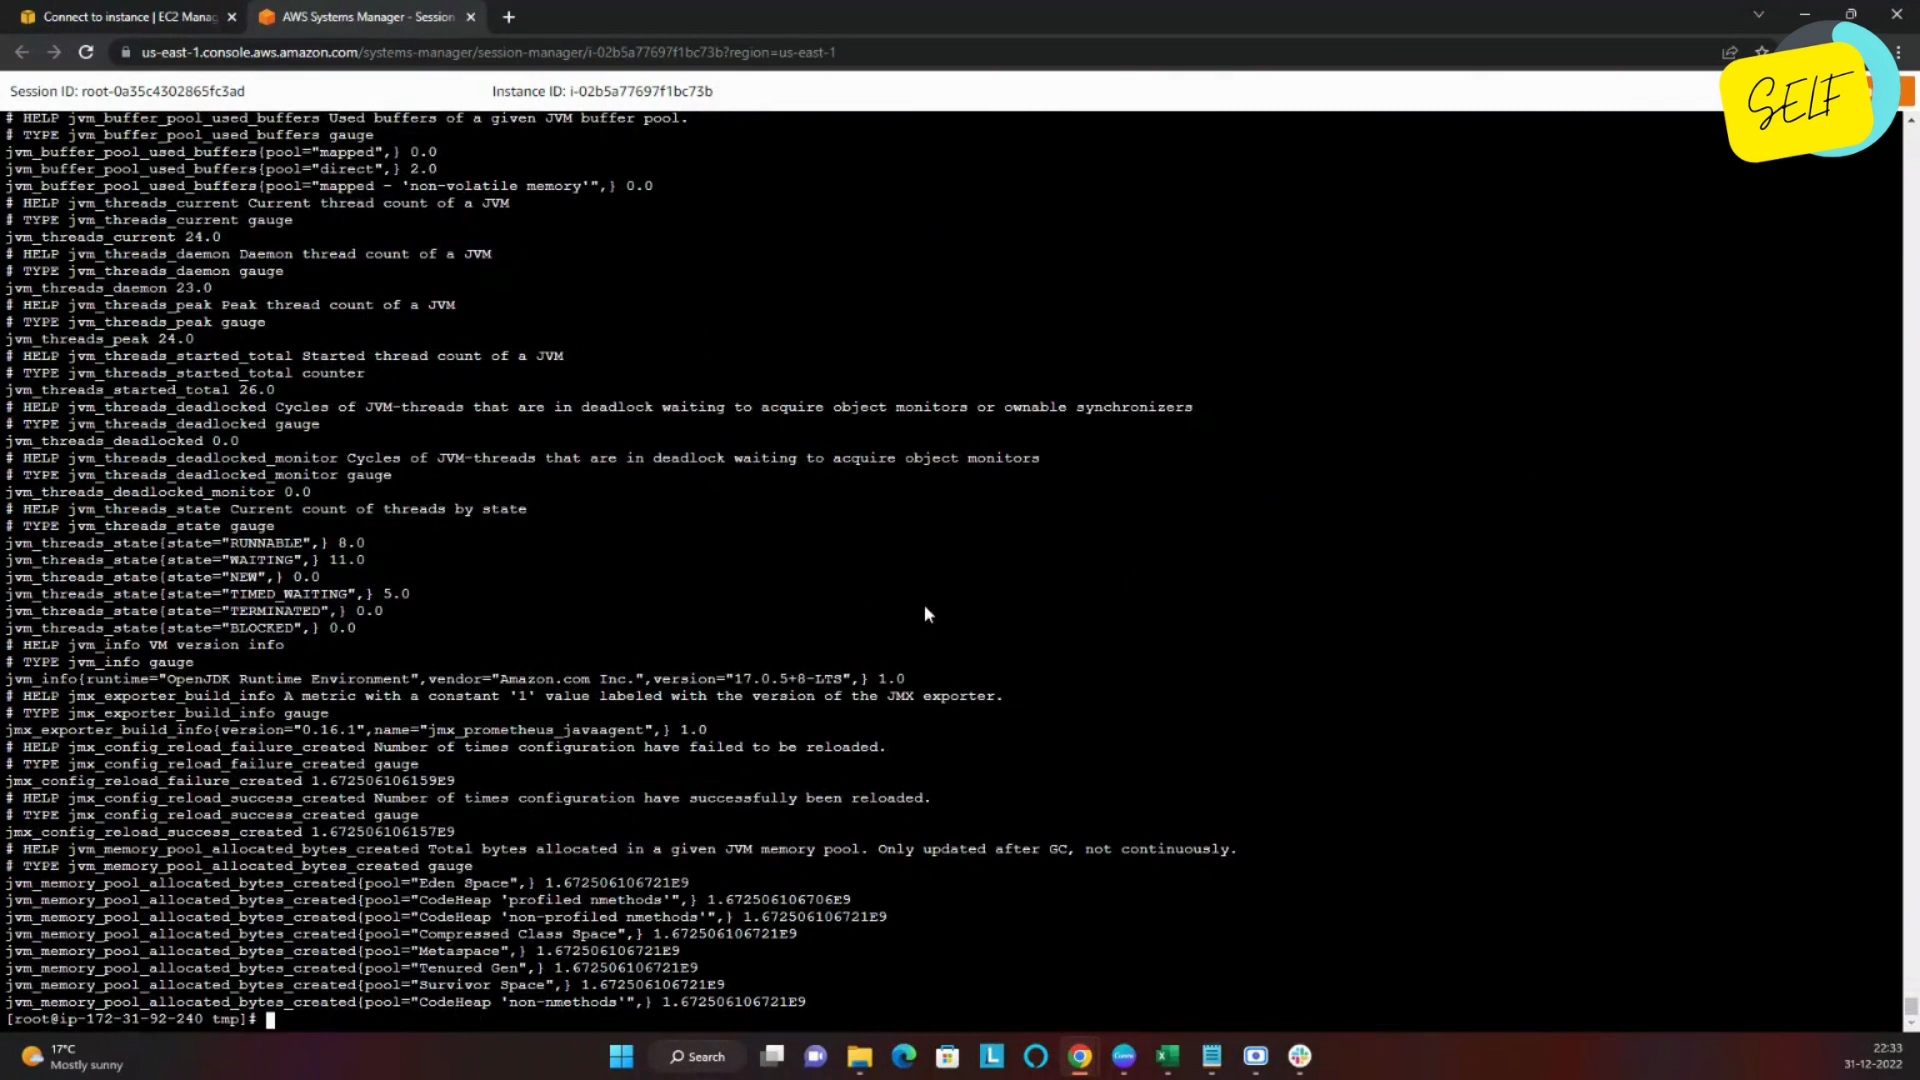 Connect to instance | EC2 Manag
AWS Systems Manager - Session
us-east-1.console.aws.amazon.com/systems-manager/session-manager/i-02b5a77697f1bc73b?region=us-east-1
SELF
Session ID: root-0a35c4302865fc3ad
Instance ID: i-02b5a77697f1bc73b
# HELP jvm_buffer_pool_used_buffers Used buffers of a given JVM buffer pool.
# TYPE jvm_buffer_pool_used_buffers gauge
jvm_buffer_pool_used_buffers{pool="mapped",} 0.0
jvm_buffer_pool_used_buffers{pool="direct",} 2.0
jvm_buffer_pool_used_buffers{pool="mapped - 'non-volatile memory'",} 0.0
# HELP jvm_threads_current Current thread count of a JVM
# TYPE jvm_threads_current gauge
jvm_threads_current 24.0
# HELP jvm_threads_daemon Daemon thread count of a JVM
# TYPE jvm_threads_daemon gauge
jvm_threads_daemon 23.0
# HELP jvm_threads_peak Peak thread count of a JVM
# TYPE jvm_threads_peak gauge
jvm_threads_peak 24.0
# HELP jvm_threads_started_total Started thread count of a JVM
# TYPE jvm_threads_started_total counter
jvm_threads_started_total 26.0
# HELP jvm_threads_deadlocked Cycles of JVM-threads that are in deadlock waiting to acquire object monitors or ownable synchronizers
# TYPE jvm_threads_deadlocked gauge
jvm_threads_deadlocked 0.0
# HELP jvm_threads_deadlocked_monitor Cycles of JVM-threads that are in deadlock waiting to acquire object monitors
# TYPE jvm_threads_deadlocked_monitor gauge
jvm_threads_deadlocked_monitor 0.0
# HELP jvm_threads_state Current count of threads by state
# TYPE jvm_threads_state gauge
jvm_threads_state{state="RUNNABLE",} 8.0
jvm_threads_state{state="WAITING",} 11.0
jvm_threads_state{state="NEW",} 0.0
jvm_threads_state{state="TIMED_WAITING",} 5.0
jvm_threads_state{state="TERMINATED",} 0.0
jvm_threads_state{state="BLOCKED",} 0.0
# HELP jvm_info VM version info
# TYPE jvm_info gauge
jvm_info{runtime="OpenJDK Runtime Environment",vendor="Amazon.com Inc.",version="17.0.5+8-LTS",} 1.0
# HELP jmx_exporter_build_info A metric with a constant '1' value labeled with the version of the JMX exporter.
# TYPE jmx_exporter_build_info gauge
jmx_exporter_build_info{version="0.16.1",name="jmx_prometheus_javaagent",} 1.0
# HELP jmx_config_reload_failure_created Number of times configuration have failed to be reloaded.
# TYPE jmx_config_reload_failure_created gauge
jmx_config_reload_failure_created 1.672506106159E9
# HELP jmx_config_reload_success_created Number of times configuration have successfully been reloaded.
# TYPE jmx_config_reload_success_created gauge
jmx_config_reload_success_created 1.672506106157E9
# HELP jvm_memory_pool_allocated_bytes_created Total bytes allocated in a given JVM memory pool. Only updated after GC, not continuously.
# TYPE jvm_memory_pool_allocated_bytes_created gauge
jvm_memory_pool_allocated_bytes_created{pool="Eden Space",} 1.672506106721E9
jvm_memory_pool_allocated_bytes_created{pool="CodeHeap 'profiled nmethods'",} 1.672506106706E9
jvm_memory_pool_allocated_bytes_created{pool="CodeHeap 'non-profiled nmethods'",} 1.672506106721E9
jvm_memory_pool_allocated_bytes_created{pool="Compressed Class Space",} 1.672506106721E9
jvm_memory_pool_allocated_bytes_created{pool="Metaspace",} 1.672506106721E9
jvm_memory_pool_allocated_bytes_created{pool="Tenured Gen",} 1.672506106721E9
jvm_memory_pool_allocated_bytes_created{pool="Survivor Space",} 1.672506106721E9
jvm_memory_pool_allocated_bytes_created{pool="CodeHeap 'non-nmethods'",} 1.672506106721E9
[root@ip-172-31-92-240 tmp]#
17°C
Mostly sunny
Search
L
22:33
31-12-2022